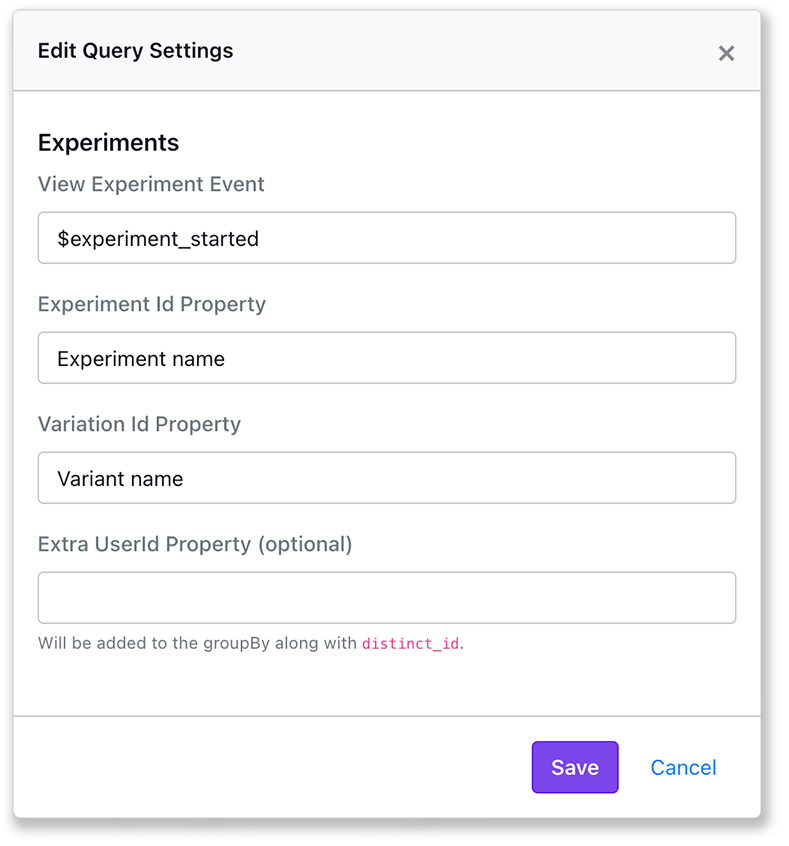 Edit Query Settings
×
Experiments
View Experiment Event
$experiment_started
Experiment Id Property
Experiment name
Variation Id Property
Variant name
Extra UserId Property (optional)
Will be added to the groupBy along with distinct_id.
Save Cancel